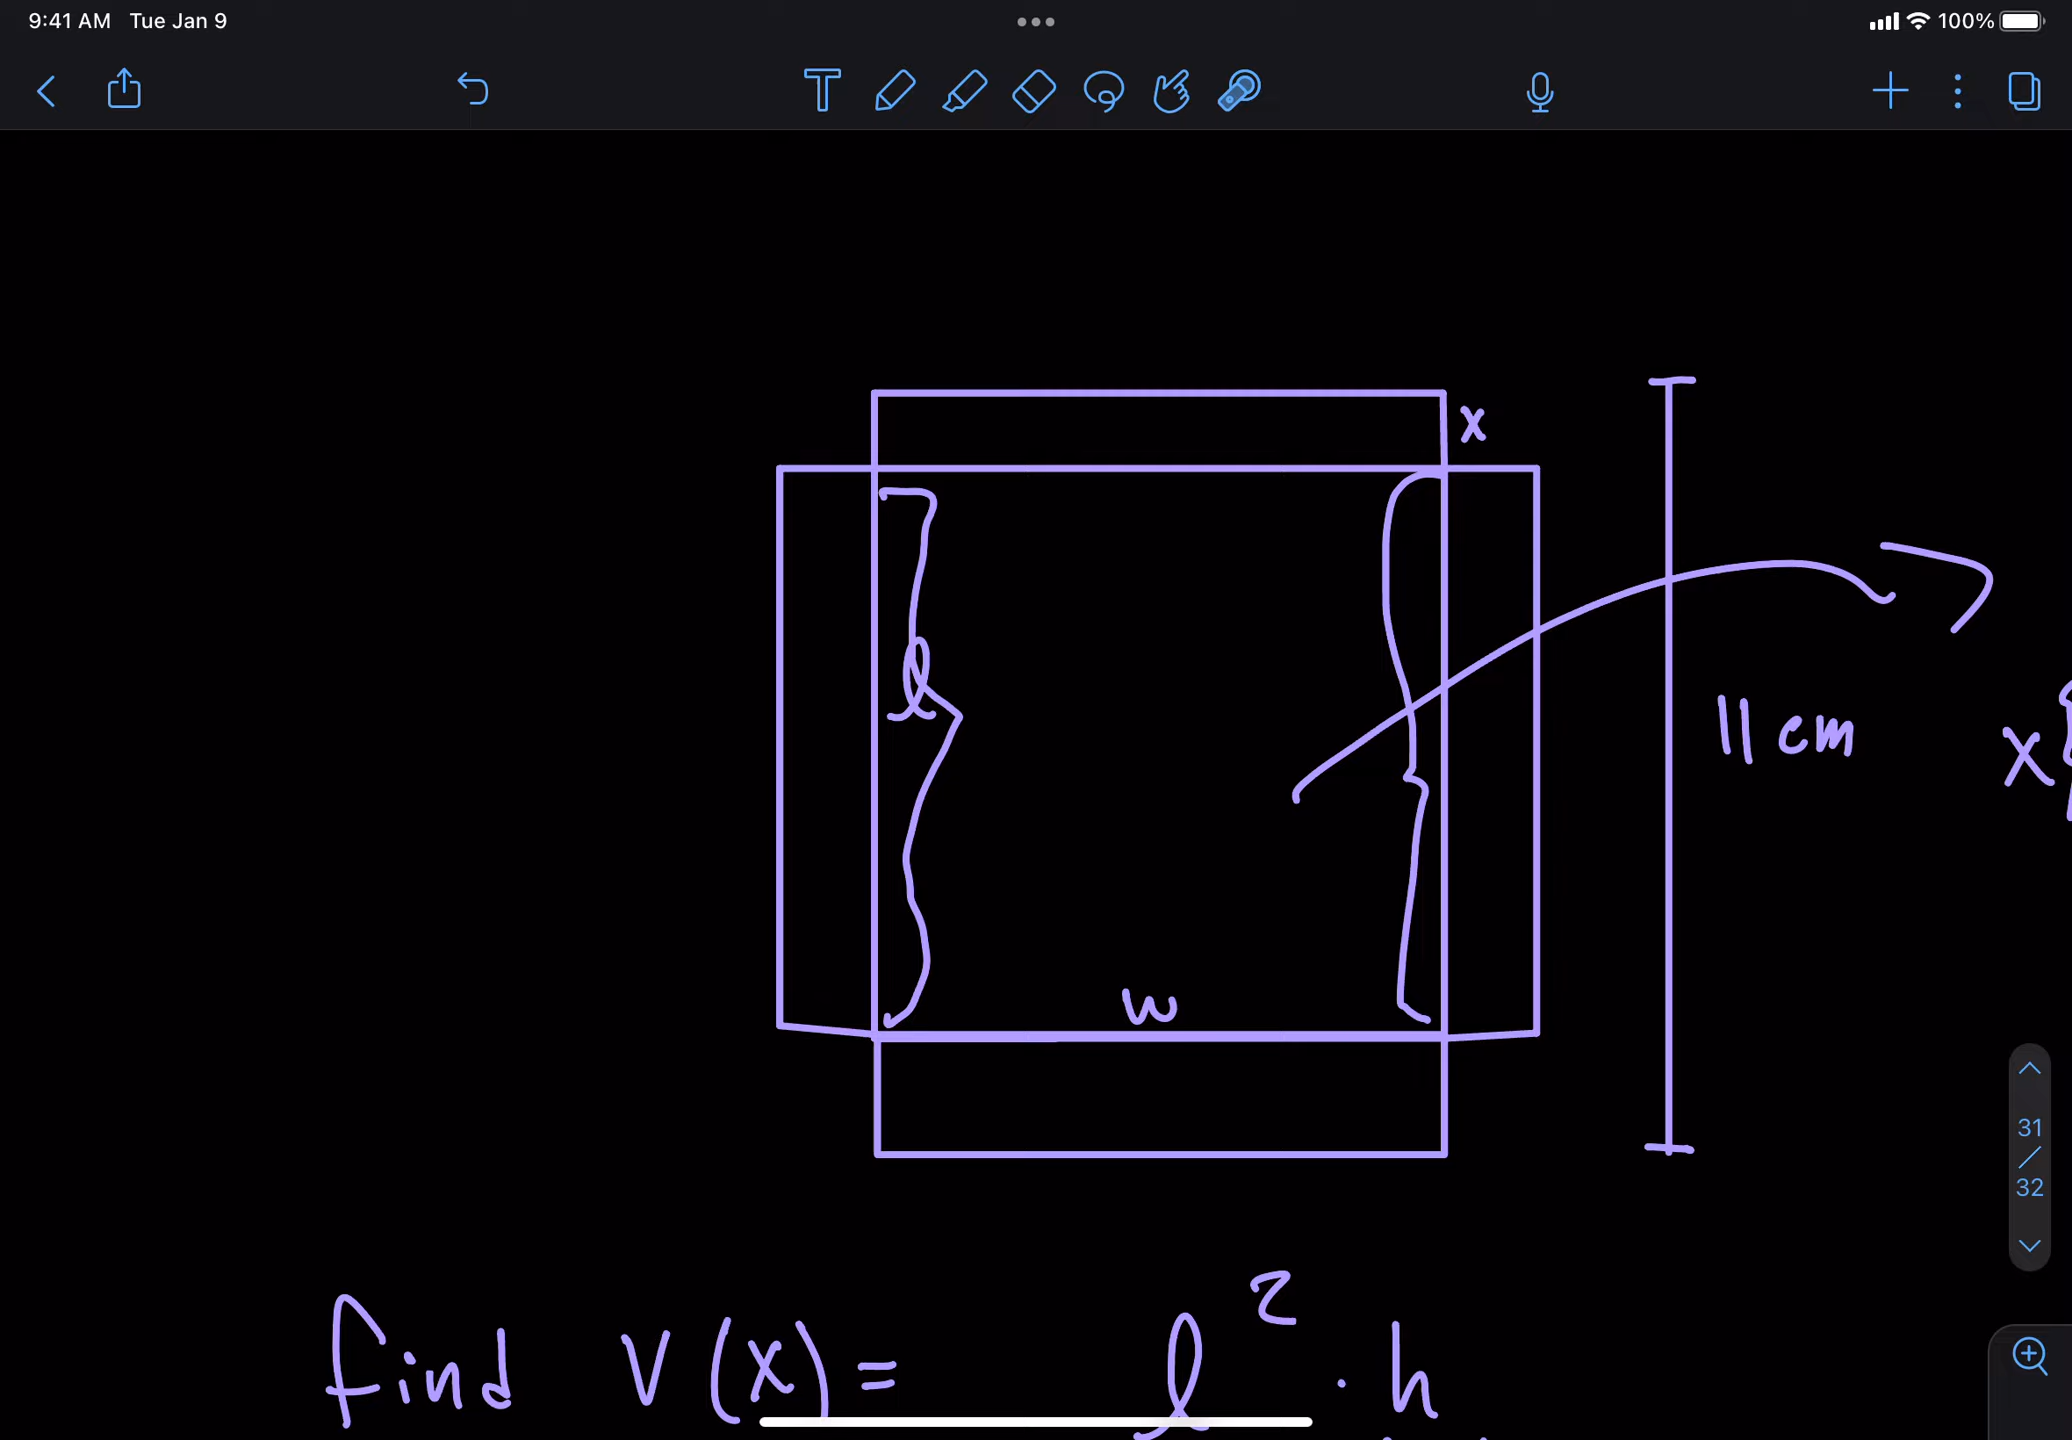 9:41 AM Tue Jan 9
100%
T
x
l
11 cm
x
w
31
/
32
find V(x) = l² · h